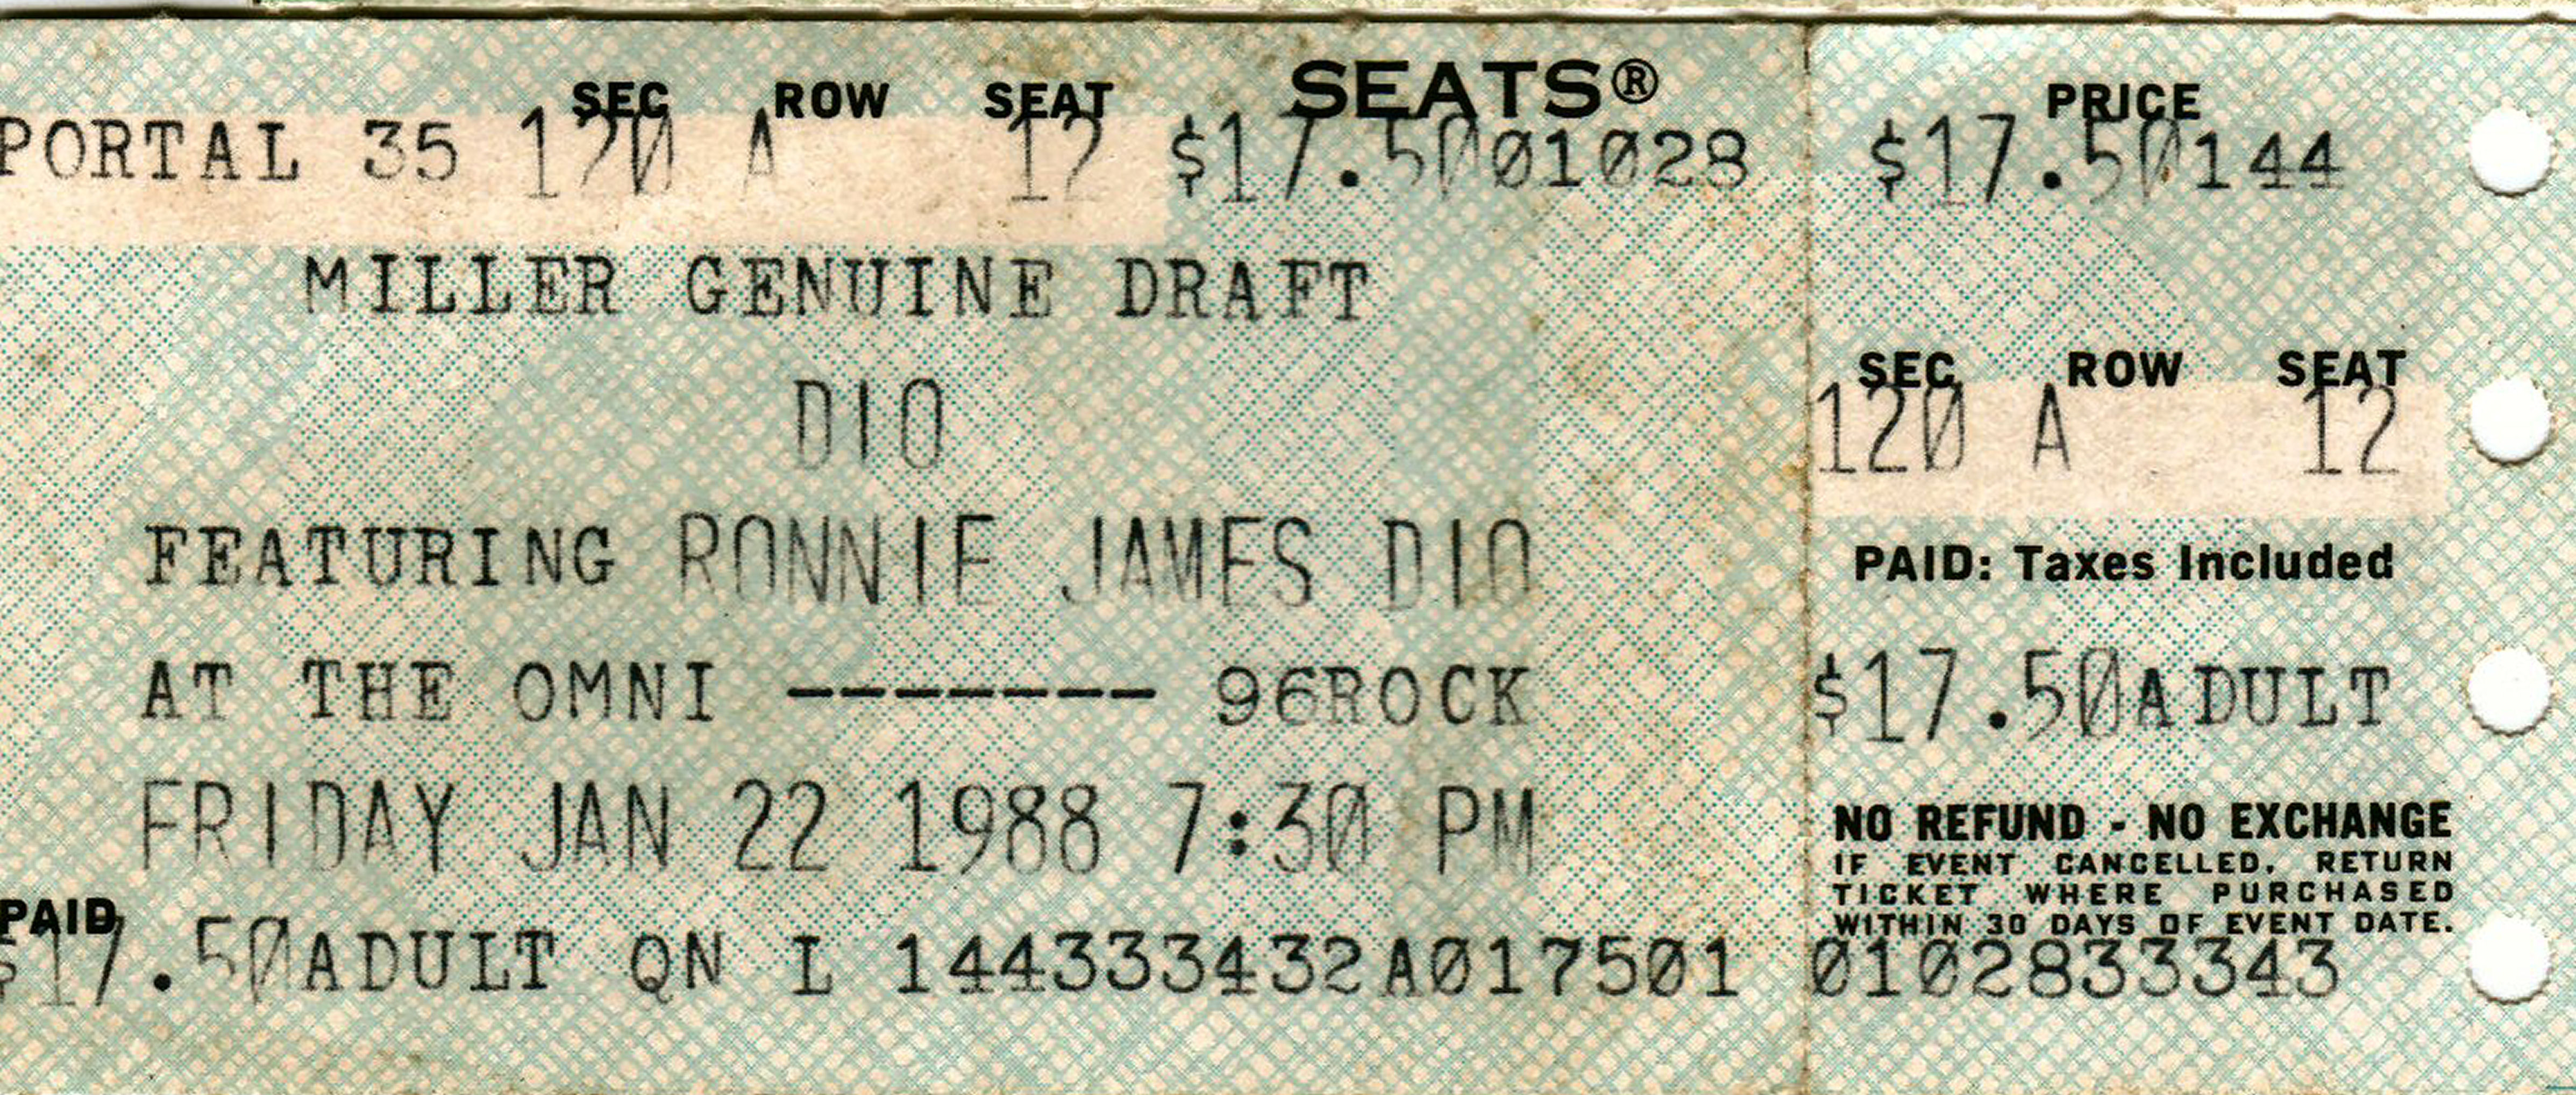 SEC ROW SEAT SEATS®
PORTAL 35 120 A 12 $17.50 01028
MILLER GENUINE DRAFT
DIO
FEATURING RONNIE JAMES DIO
AT THE OMNI ------- 96ROCK
FRIDAY JAN 22 1988 7:30 PM
PAID
$17.50ADULT QN L 144333432A017501
PRICE
$17.50144
SEC ROW SEAT
120 A 12
PAID: Taxes Included
$17.50ADULT
NO REFUND - NO EXCHANGE
IF EVENT CANCELLED, RETURN
TICKET WHERE PURCHASED
WITHIN 30 DAYS OF EVENT DATE.
0102833343